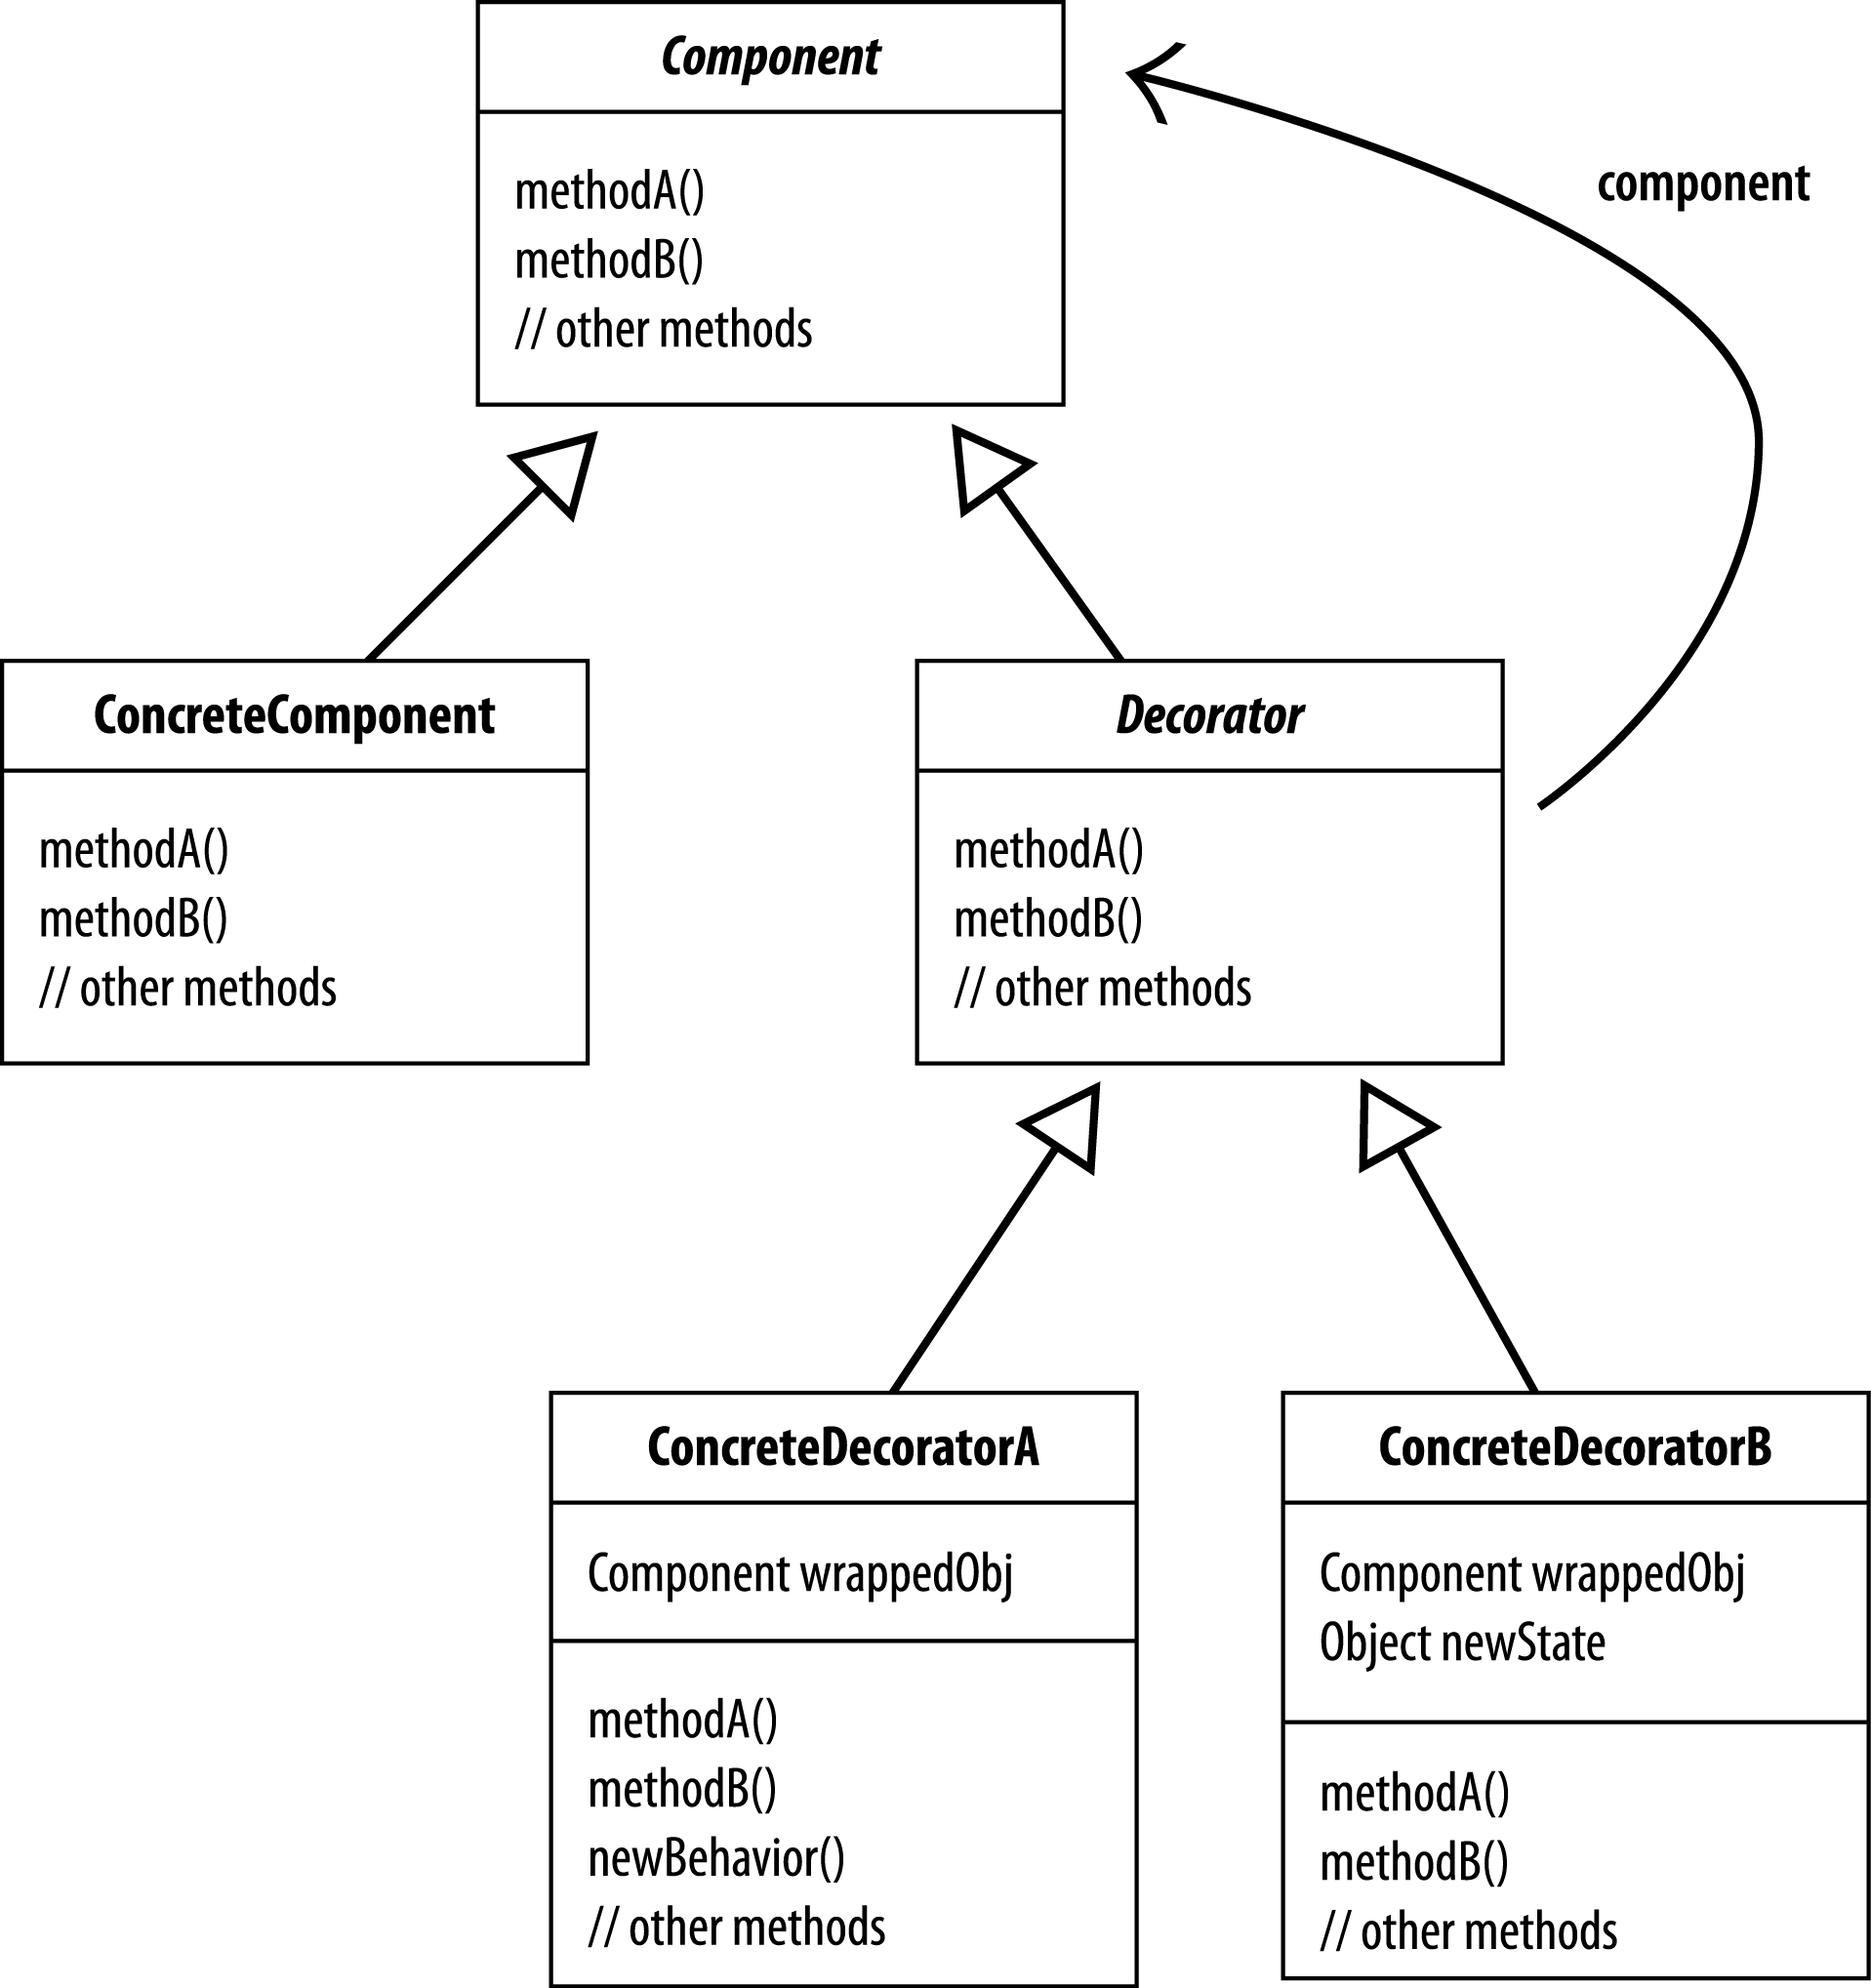 Component
methodA()
methodB()
// other methods
component
ConcreteComponent
methodA()
methodB()
// other methods
Decorator
methodA()
methodB()
// other methods
ConcreteDecoratorA
Component wrappedObj
methodA()
methodB()
newBehavior()
// other methods
ConcreteDecoratorB
Component wrappedObj
Object newState
methodA()
methodB()
// other methods